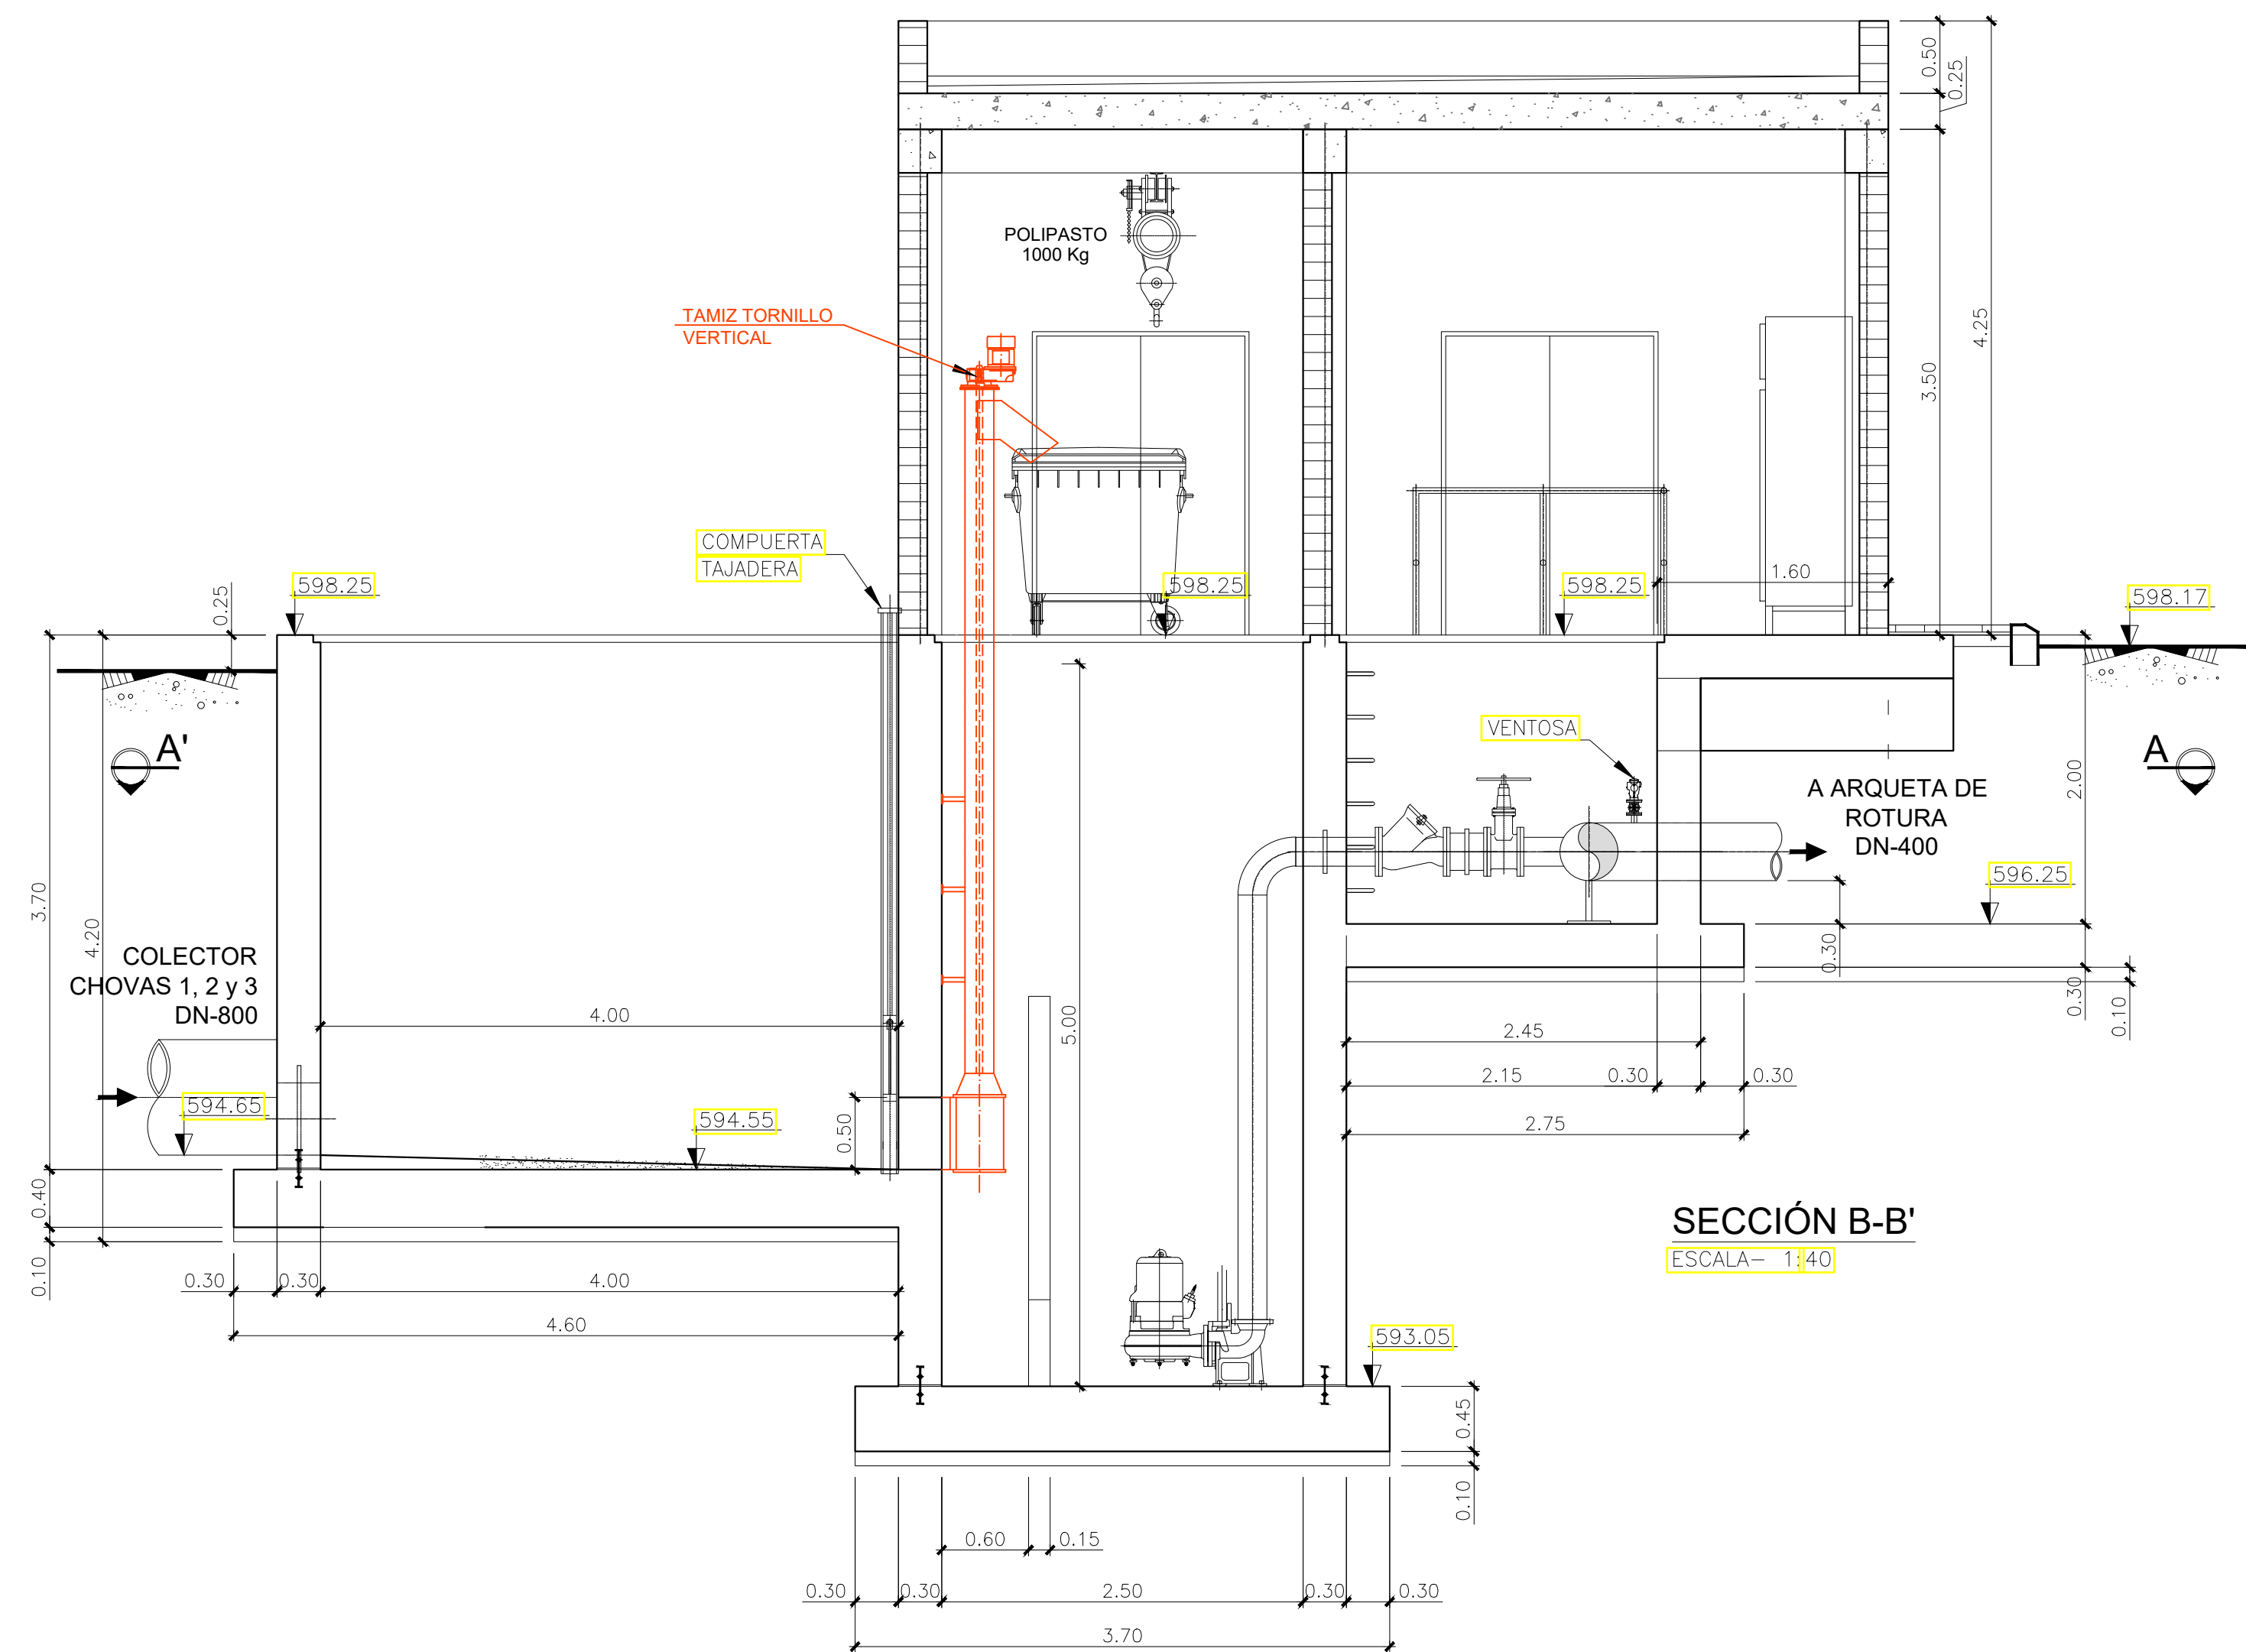 0.50
0.25
4.25
3.50
POLIPASTO
1000 Kg
TAMIZ TORNILLO
VERTICAL
COMPUERTA
TAJADERA
0.25
598.25
598.25
598.25
1.60
598.17
A'
VENTOSA
A
A ARQUETA DE
ROTURA
DN-400
2.00
596.25
3.70
4.20
COLECTOR
CHOVAS 1, 2 y 3
DN-800
4.00
5.00
0.30
0.30
0.10
2.45
2.15
0.30
0.30
2.75
594.65
594.55
0.50
0.40
0.10
SECCIÓN B-B'
ESCALA- 1:40
0.30
0.30
4.00
4.60
593.05
0.45
0.10
0.60
0.15
0.30
0.30
2.50
0.30
0.30
3.70